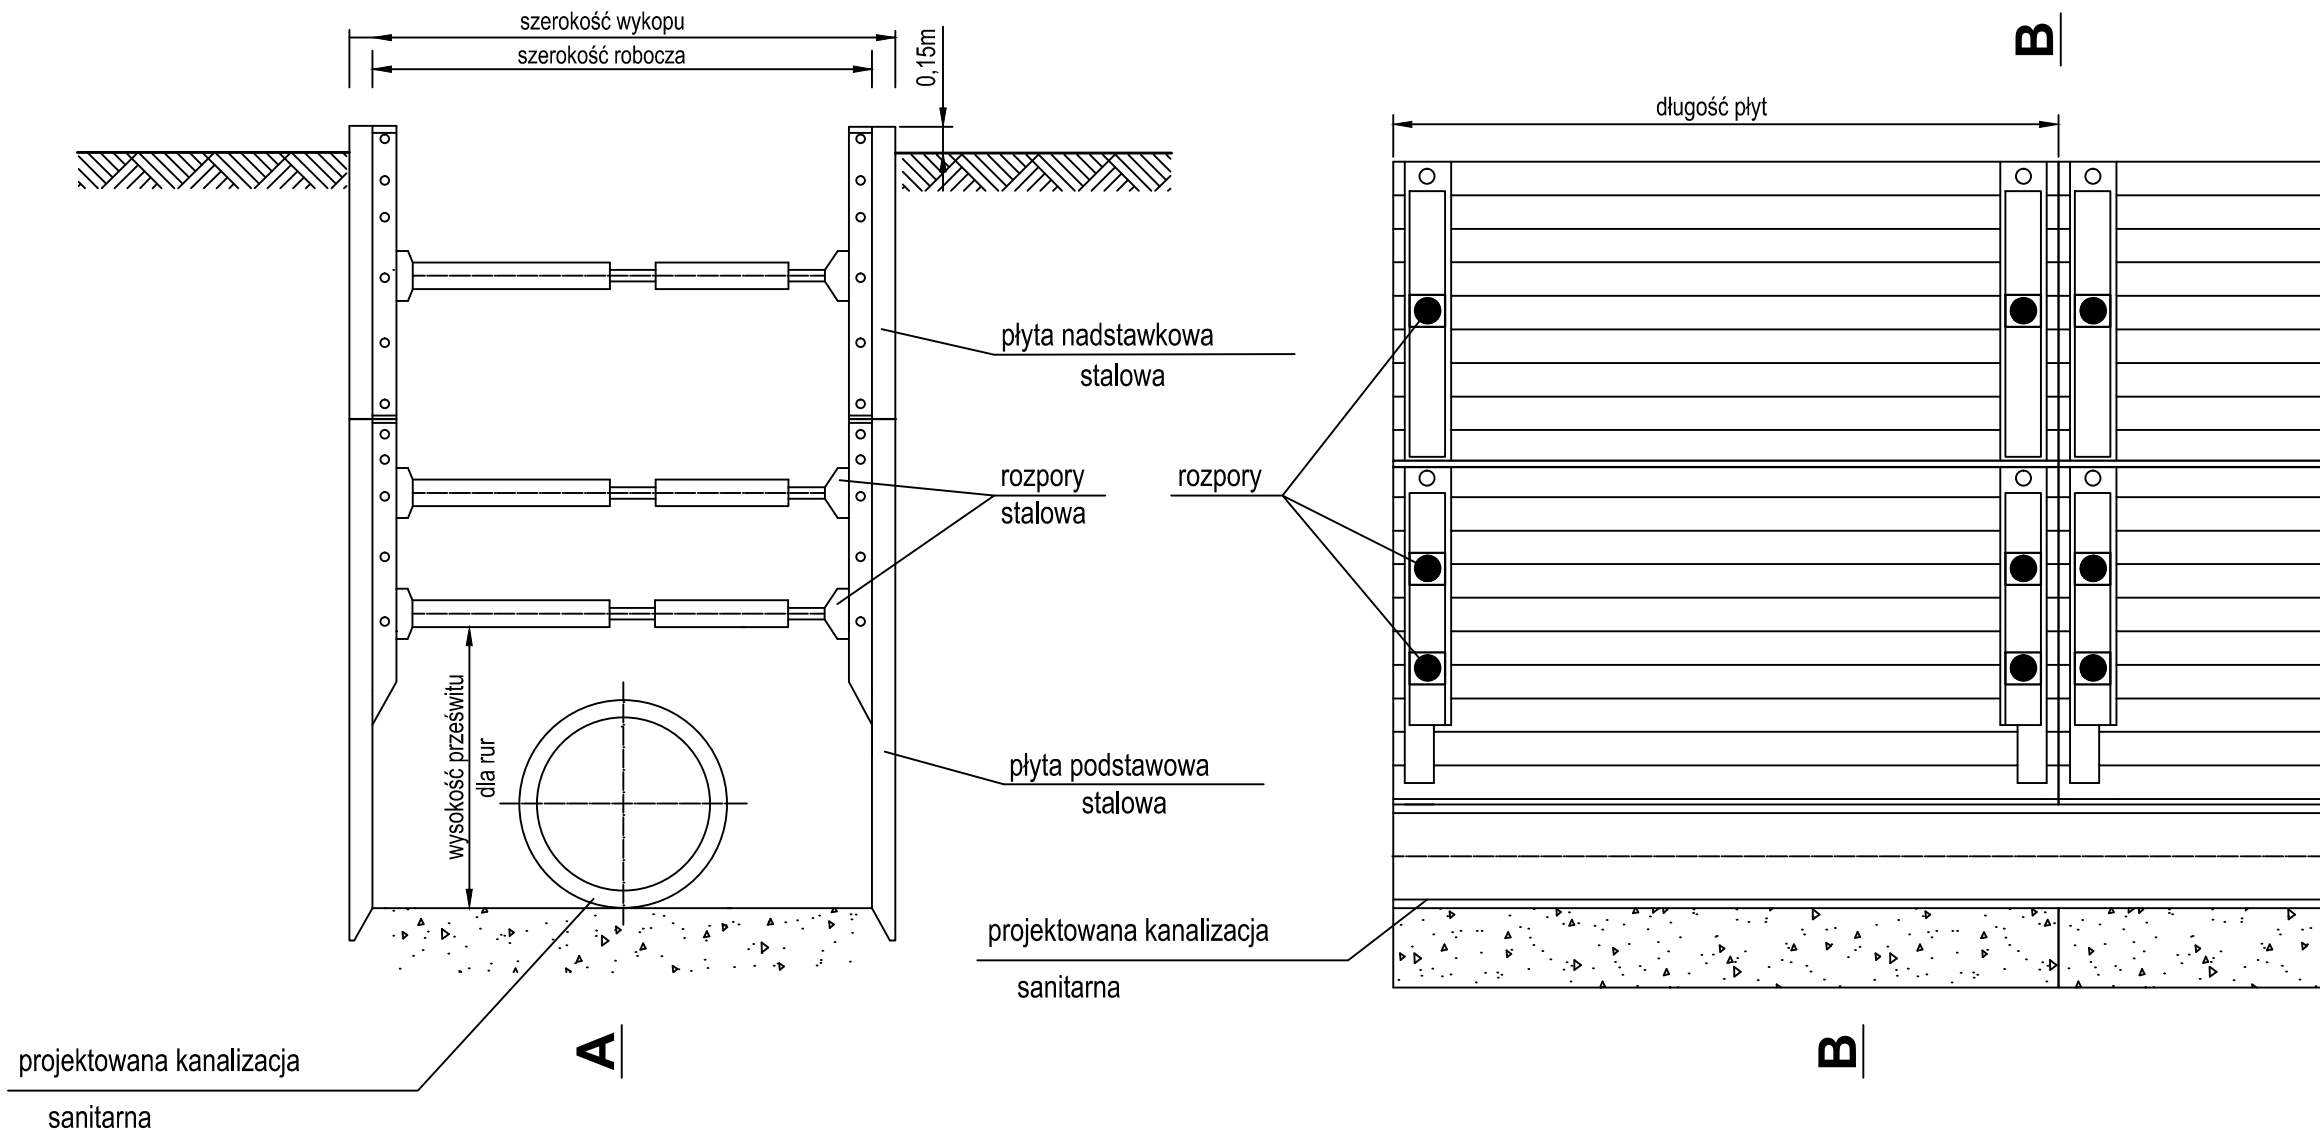 szerokość wykopu
szerokość robocza
0,15m
B
długość płyt
płyta nadstawkowa
stalowa
rozpory
stalowa
rozpory
wysokość prześwitu
dla rur
płyta podstawowa
stalowa
projektowana kanalizacja
sanitarna
A
B
projektowana kanalizacja
sanitarna